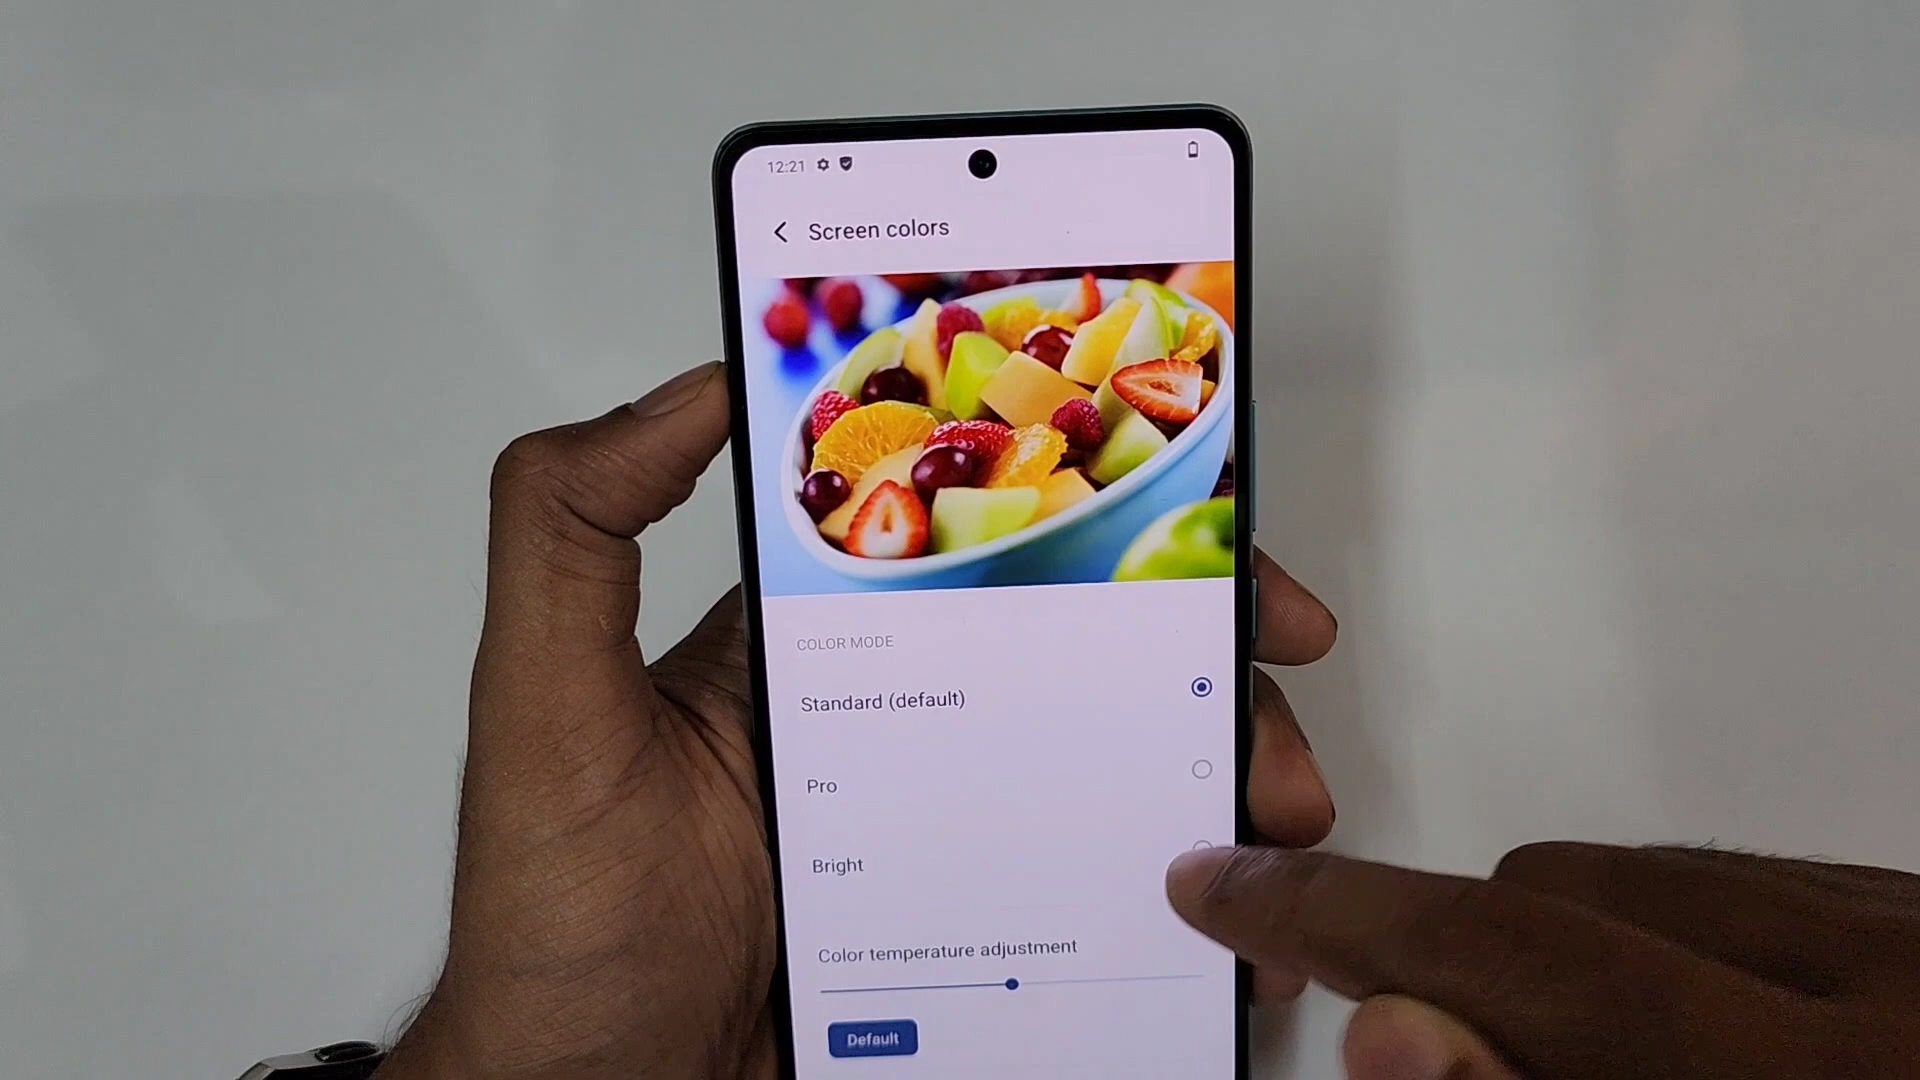 12:21
Screen colors
COLOR MODE
Standard (default)
Pro
Bright
Color temperature adjustment
Default